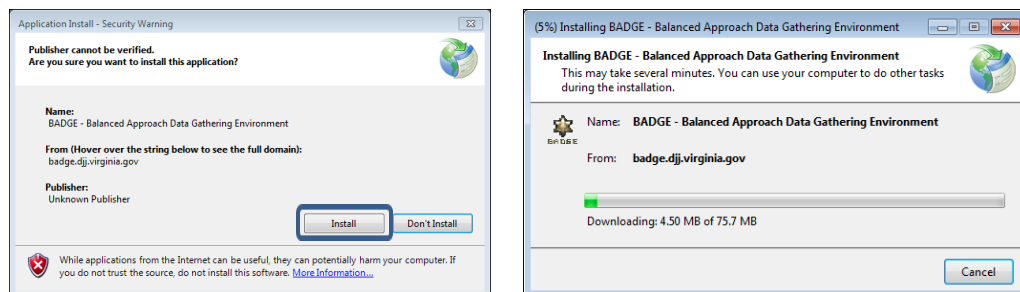 Application Install - Security Warning
Publisher cannot be verified.
Are you sure you want to install this application?
Name:
BADGE - Balanced Approach Data Gathering Environment
From (Hover over the string below to see the full domain):
badge.djj.virginia.gov
Publisher:
Unknown Publisher
Install
Don't Install
While applications from the Internet can be useful, they can potentially harm your computer. If
you do not trust the source, do not install this software. More Information...
(5%) Installing BADGE - Balanced Approach Data Gathering Environment
Installing BADGE - Balanced Approach Data Gathering Environment
This may take several minutes. You can use your computer to do other tasks
during the installation.
BADGE
Name: BADGE - Balanced Approach Data Gathering Environment
From: badge.djj.virginia.gov
Downloading: 4.50 MB of 75.7 MB
Cancel